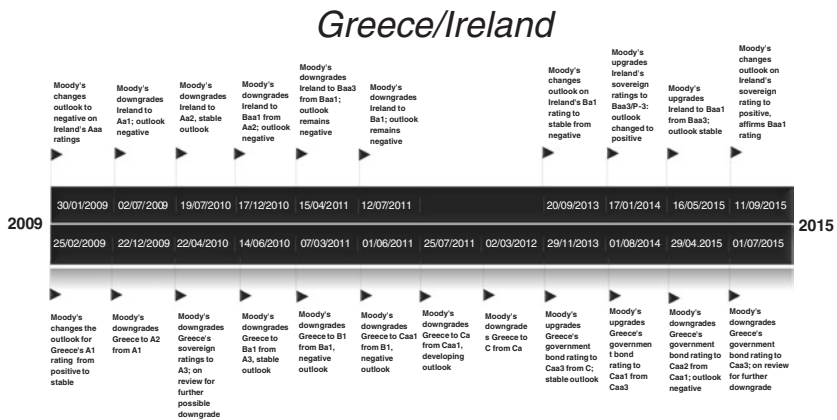 Greece/Ireland
Moody's
changes
outlook to
negative on
Ireland's Aaa
ratings
Moody's
downgrades
Ireland to
Aa1; outlook
negative
Moody's
downgrades
Ireland to
Aa2, stable
outlook
Moody's
downgrades
Ireland to
Baa1 from
Aa2; outlook
negative
Moody's
downgrades
Ireland to Baa3
from Baa1;
outlook
remains
negative
Moody's
downgrades
Ireland to
Ba1; outlook
remains
negative
Moody's
changes
outlook on
Ireland's Ba1
rating to
stable from
negative
Moody's
upgrades
Ireland's
sovereign
ratings to
Baa3/P-3:
outlook
changed to
positive
Moody's
upgrades
Ireland to Baa1
from Baa3;
outlook stable
Moody's
changes
outlook on
Ireland's
sovereign
rating to
positive,
affirms Baa1
rating
30/01/2009 02/07/2009 19/07/2010 17/12/2010 15/04/2011 12/07/2011 20/09/2013 17/01/2014 16/05/2015 11/09/2015
2009 2015
25/02/2009 22/12/2009 22/04/2010 14/06/2010 07/03/2011 01/06/2011 25/07/2011 02/03/2012 29/11/2013 01/08/2014 29/04.2015 01/07/2015
Moody's
changes the
outlook for
Greece's A1
rating from
positive to
stable
Moody's
downgrades
Greece to A2
from A1
Moody's
downgrades
Greece's
sovereign
ratings to
A3; on
review for
further
possible
downgrade
Moody's
downgrades
Greece to
Ba1 from
A3, stable
outlook
Moody's
downgrades
Greece to B1
from Ba1,
negative
outlook
Moody's
downgrades
Greece to Caa1
from B1,
negative
outlook
Moody's
downgrades
Greece to Ca
from Caa1,
developing
outlook
Moody's
downgrade
s Greece to
C from Ca
Moody's
upgrades
Greece's
government
bond rating to
Caa3 from C;
stable outlook
Moody's
upgrades
Greece's
governmen
t bond
rating to
Caa1 from
Caa3
Moody's
downgrades
Greece's
government
bond rating to
Caa2 from
Caa1; outlook
negative
Moody's
downgrades
Greece's
government
bond rating to
Caa3; on review
for further
downgrade